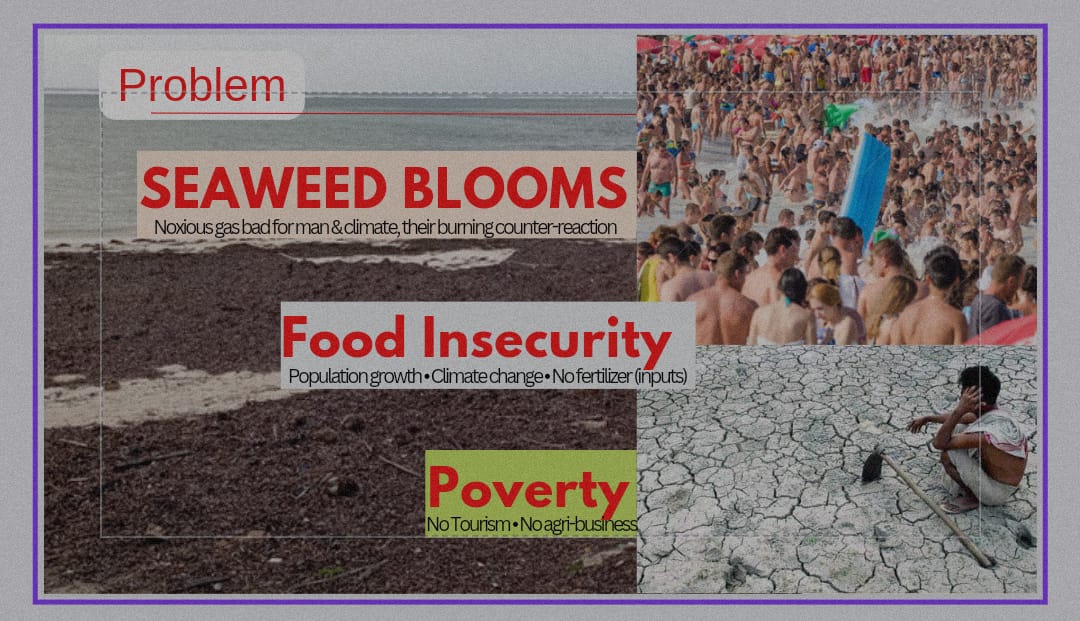 Problem
SEAWEED BLOOMS
Noxious gas bad for man & climate, their burning counter-reaction
Food Insecurity
Population growth • Climate change • No fertilizer (inputs)
Poverty
No Tourism • No agri-business